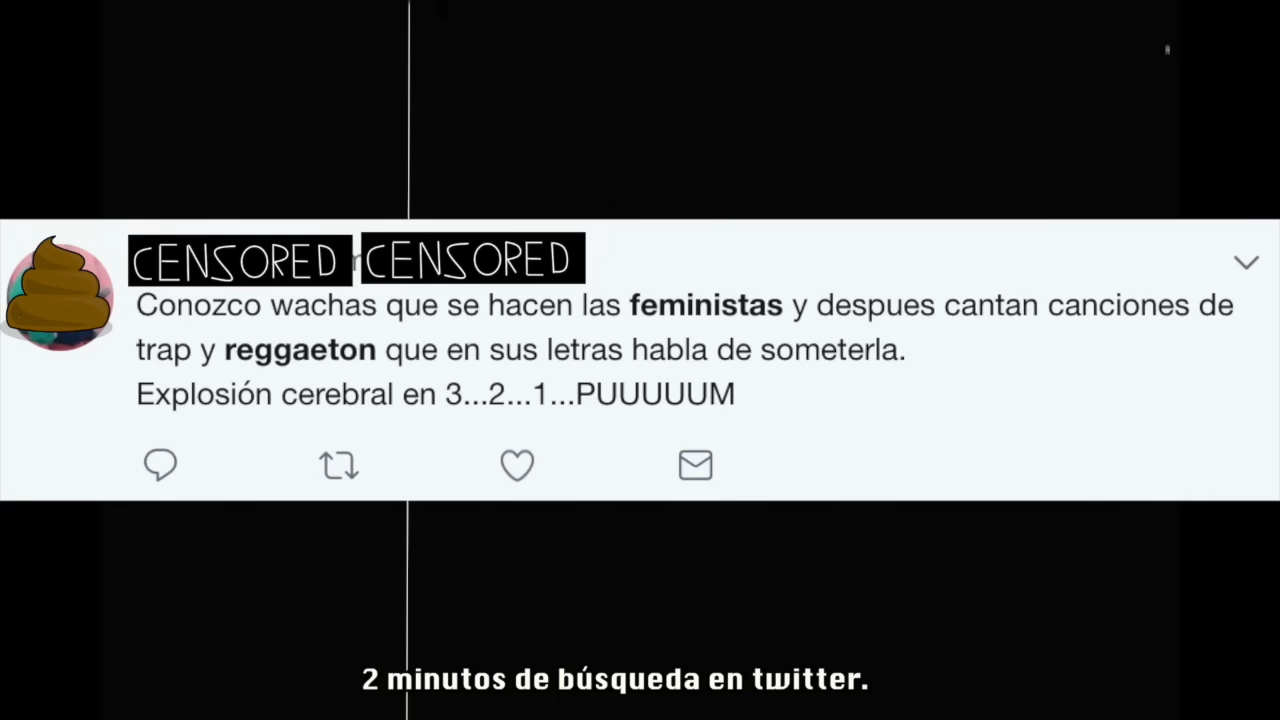 CENSORED CENSORED
Conozco wachas que se hacen las feministas y despues cantan canciones de
trap y reggaeton que en sus letras habla de someterla.
Explosión cerebral en 3...2...1...PUUUUUM
2 minutos de búsqueda en twitter.